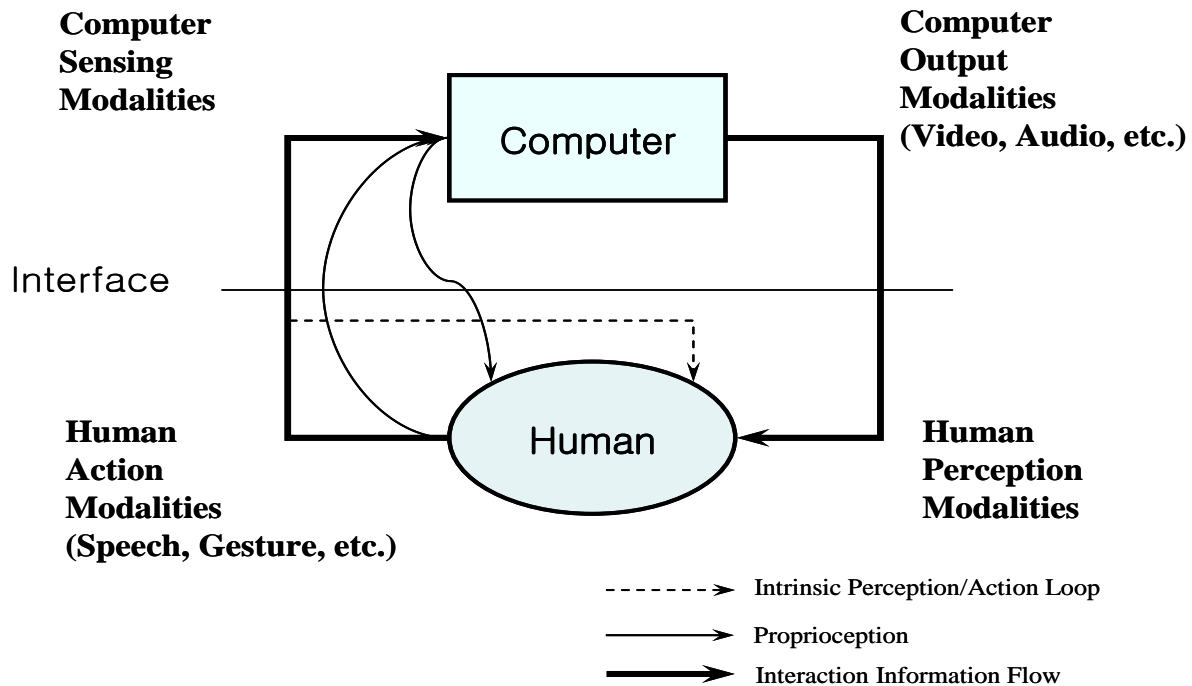 Computer
Sensing
Modalities
Computer
Output
Modalities
(Video, Audio, etc.)
Computer
Interface
Human
Action
Modalities
(Speech, Gesture, etc.)
Human
Human
Perception
Modalities
Intrinsic Perception/Action Loop
Proprioception
Interaction Information Flow